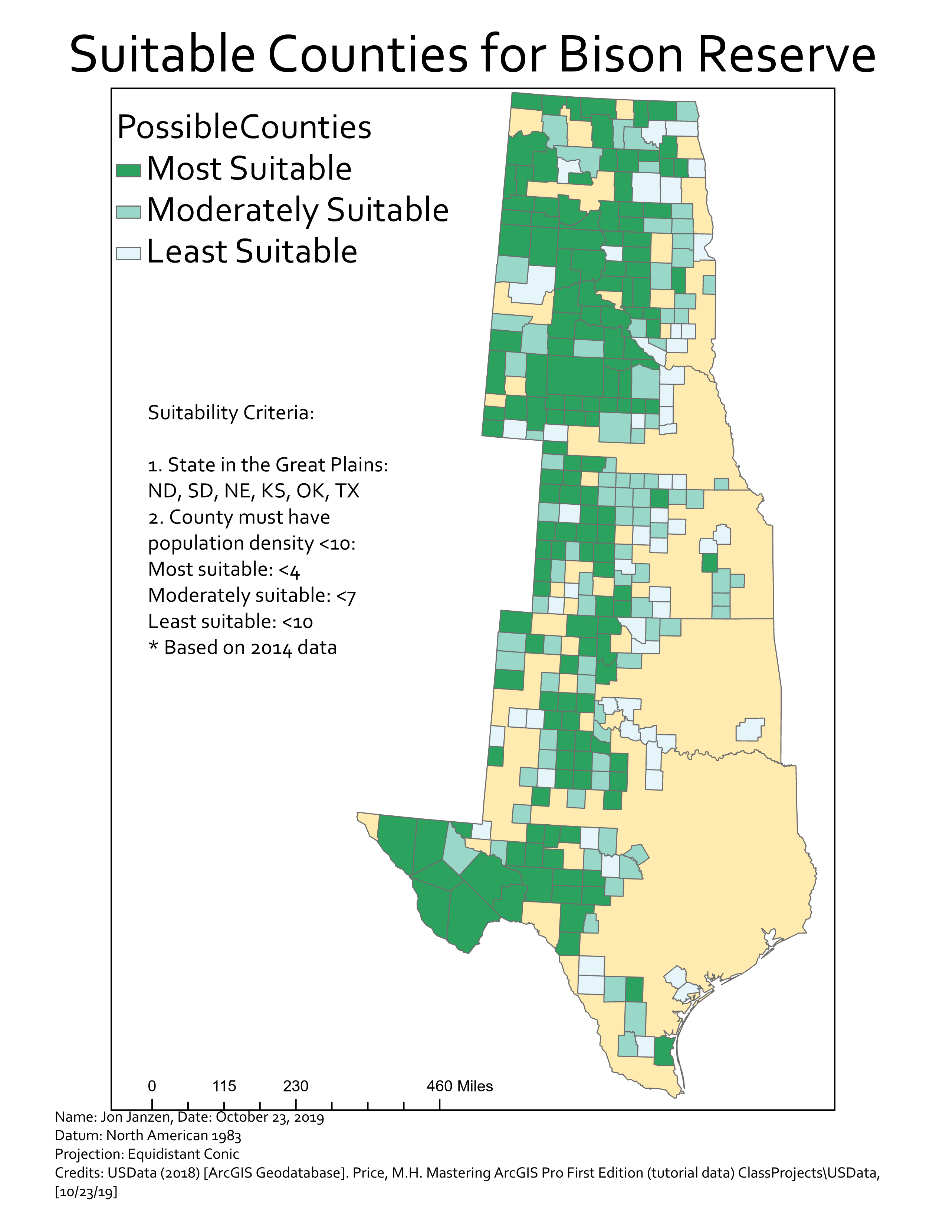 Suitable Counties for Bison Reserve
PossibleCounties
Most Suitable
Moderately Suitable
Least Suitable
Suitability Criteria:
1. State in the Great Plains:
ND, SD, NE, KS, OK, TX
2. County must have
population density <10:
Most suitable: <4
Moderately suitable: <7
Least suitable: <10
* Based on 2014 data
0 115 230 460 Miles
Name: Jon Janzen, Date: October 23, 2019
Datum: North American 1983
Projection: Equidistant Conic
Credits: USData (2018) [ArcGIS Geodatabase]. Price, M.H. Mastering ArcGIS Pro First Edition (tutorial data) ClassProjects\USData,
[10/23/19]